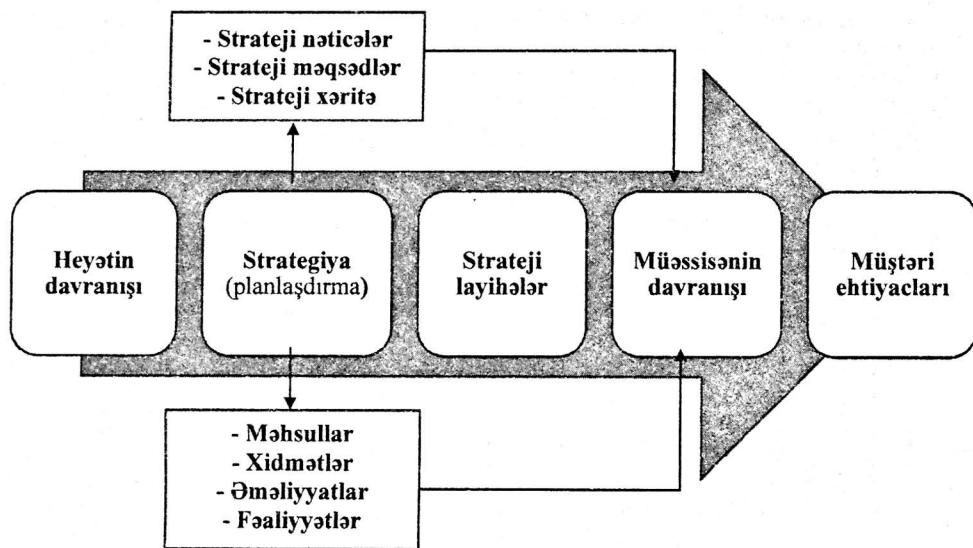 - Strateji nəticələr
- Strateji məqsədlər
- Strateji xəritə
Heyətin
davranışı
Strategiya
(planlaşdırma)
Strateji
layihələr
Müəssisənin
davranışı
Müştəri
ehtiyacları
- Məhsullar
- Xidmətlər
- Əməliyyatlar
- Fəaliyyətlər